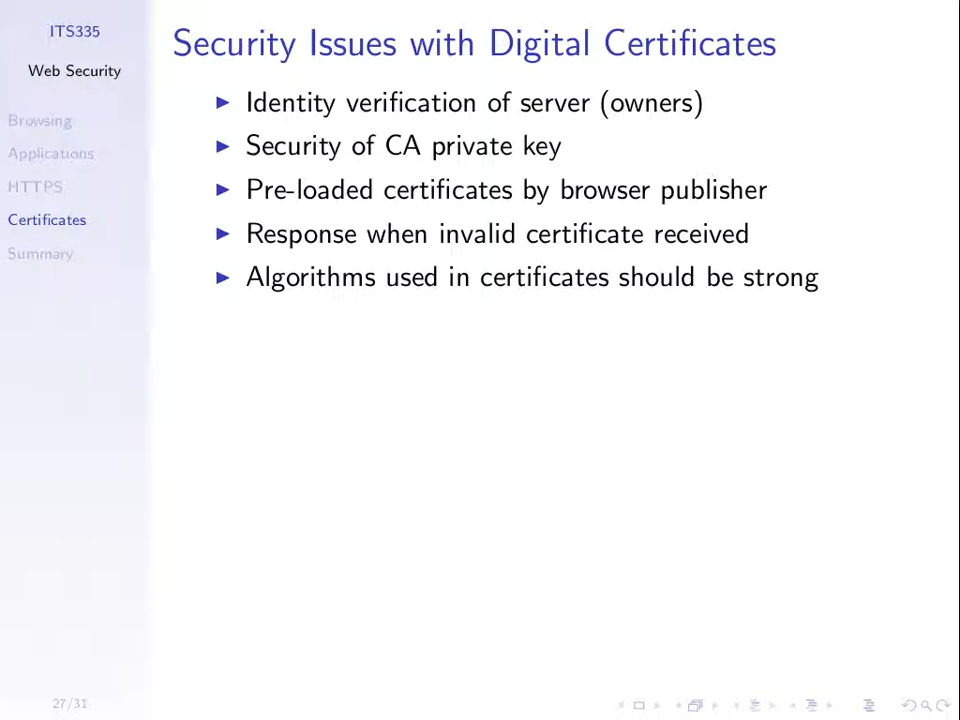 ITS335
Web Security
Browsing
Applications
HTTPS
Certificates
Summary
Security Issues with Digital Certificates
Identity verification of server (owners)
Security of CA private key
Pre-loaded certificates by browser publisher
Response when invalid certificate received
Algorithms used in certificates should be strong
27/31